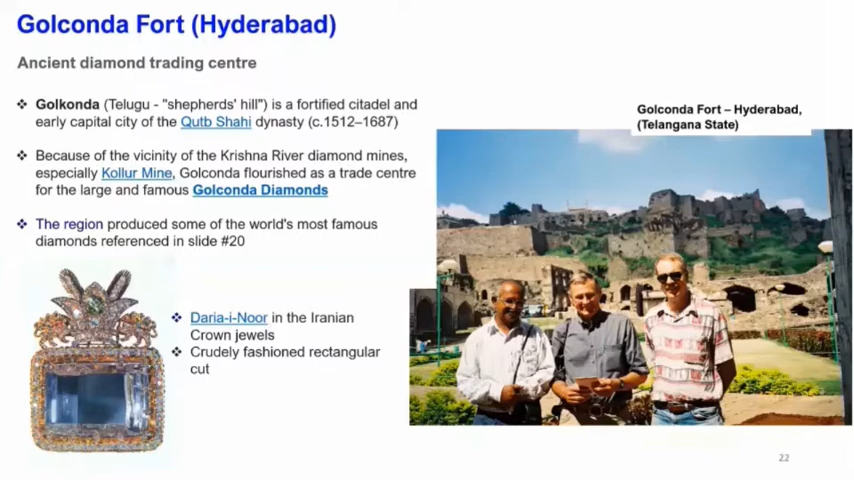 Golconda Fort (Hyderabad)
Ancient diamond trading centre
❖ Golkonda (Telugu - "shepherds' hill") is a fortified citadel and
early capital city of the Qutb Shahi dynasty (c.1512–1687)
❖ Because of the vicinity of the Krishna River diamond mines,
especially Kollur Mine, Golconda flourished as a trade centre
for the large and famous Golconda Diamonds
❖ The region produced some of the world's most famous
diamonds referenced in slide #20
❖ Daria-i-Noor in the Iranian
Crown jewels
❖ Crudely fashioned rectangular
cut
Golconda Fort – Hyderabad,
(Telangana State)
22